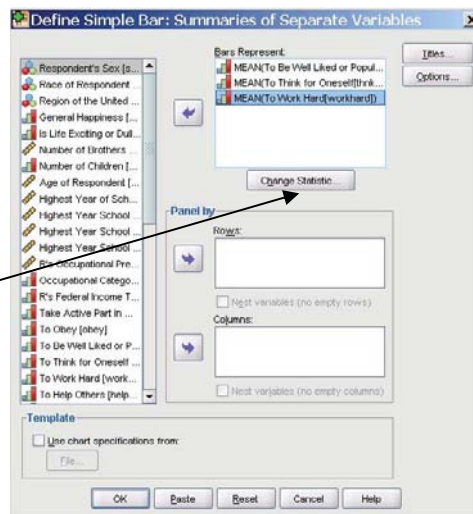 Define Simple Bar: Summaries of Separate Variables
Respondent's Sex [s...
Race of Respondent ...
Region of the United ...
General Happiness [...
Is Life Exciting or Dull...
Number of Brothers ...
Number of Children [...
Age of Respondent [...
Highest Year of Sch...
Highest Year School ...
Highest Year School ...
Highest Year School ...
R's Occupational Pre...
Occupational Catego...
R's Federal Income T...
Take Active Part in ...
To Obey [obey]
To Be Well Liked or P...
To Think for Oneself ...
To Work Hard [work...
To Help Others [help...
Bars Represent:
MEAN(To Be Well Liked or Popul...
MEAN(To Think for Oneself[thnk...
MEAN(To Work Hard[workhard])
Change Statistic...
Titles...
Options...
Panel by
Rows:
Nest variables (no empty rows)
Columns:
Nest variables (no empty columns)
Template
Use chart specifications from:
File...
OK
Paste
Reset
Cancel
Help